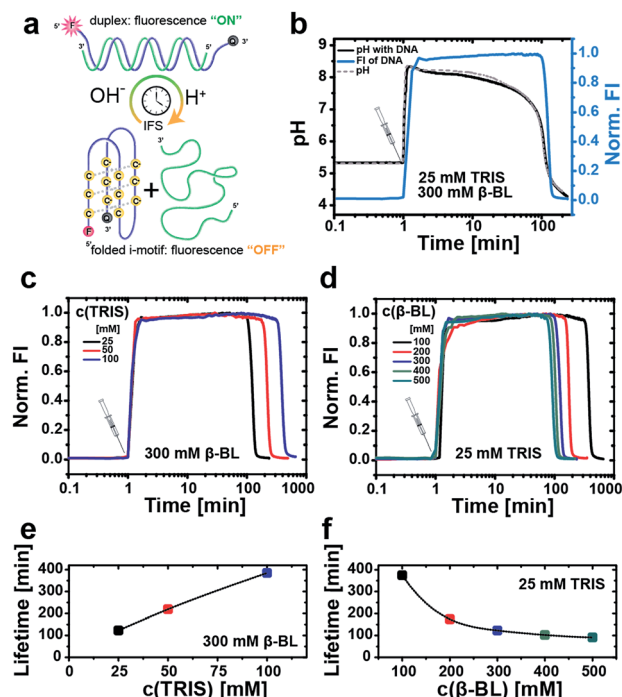 a
5'
F
duplex: fluorescence “ON”
3'
5'
Q
3'
OH⁻
H⁺
IFS
3'
C C⁺
C⁺ C
C C⁺
+
F
Q
5'
3'
5'
folded i-motif: fluorescence “OFF”
b
pH with DNA
FI of DNA
pH
25 mM TRIS
300 mM β-BL
pH
9
8
7
6
5
4
Norm. FI
1.0
0.8
0.6
0.4
0.2
0.0
0.1 1 10 100
Time [min]
c
c(TRIS)
[mM]
25
50
100
300 mM β-BL
Norm. FI
1.0
0.8
0.6
0.4
0.2
0.0
0.1 1 10 100 1000
Time [min]
d
c(β-BL)
[mM]
100
200
300
400
500
25 mM TRIS
Norm. FI
1.0
0.8
0.6
0.4
0.2
0.0
0.1 1 10 100 1000
Time [min]
e
Lifetime [min]
400
300
200
100
0
300 mM β-BL
0 25 50 75 100
c(TRIS) [mM]
f
Lifetime [min]
400
300
200
100
0
25 mM TRIS
100 200 300 400 500
c(β-BL) [mM]